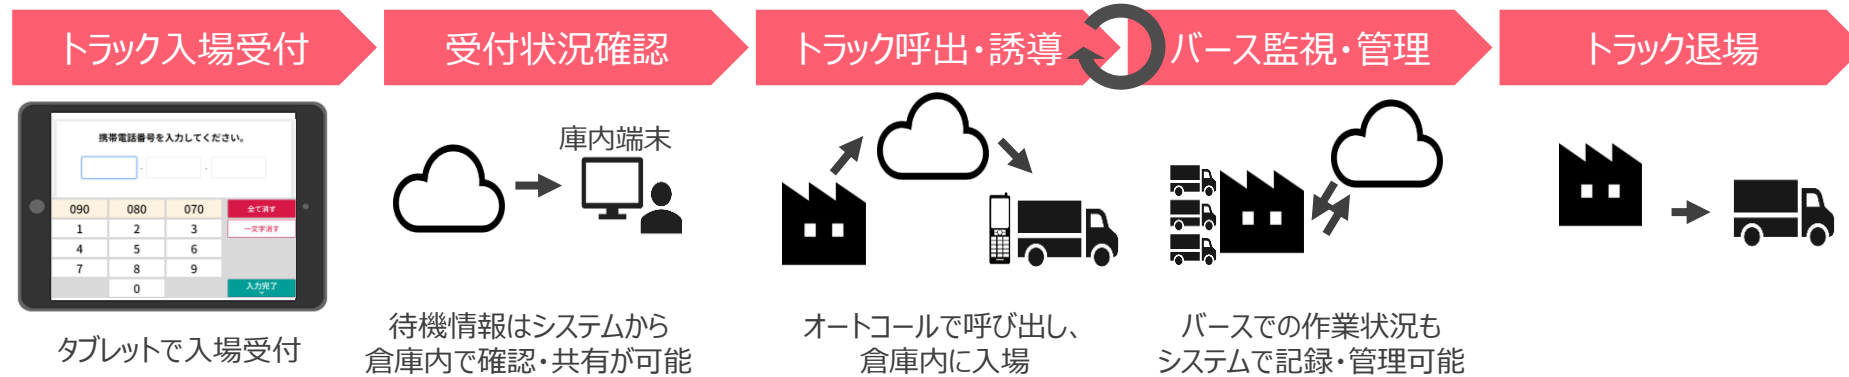 トラック入場受付
受付状況確認
トラック呼出・誘導
バース監視・管理
トラック退場
携帯電話番号を入力してください。
- -
090 080 070 全て消す
1 2 3 一文字消す
4 5 6
7 8 9
0 入力完了
庫内端末
タブレットで入場受付
待機情報はシステムから
倉庫内で確認・共有が可能
オートコールで呼び出し、
倉庫内に入場
バースでの作業状況も
システムで記録・管理可能